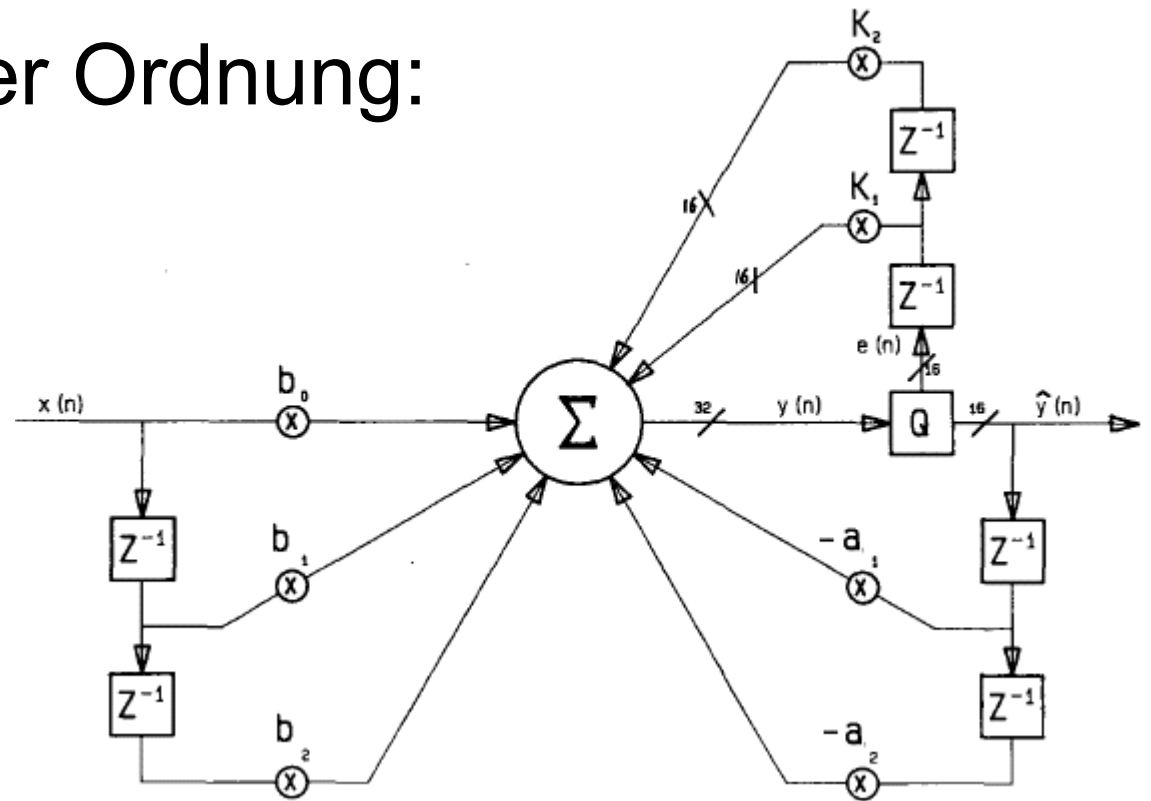 er Ordnung:
K₂
Z⁻¹
16
K₁
16
Z⁻¹
e (n)
16
x (n)
b₀
Σ
32
y (n)
Q
16
ŷ (n)
Z⁻¹
b₁
-a₁
Z⁻¹
Z⁻¹
b₂
-a₂
Z⁻¹